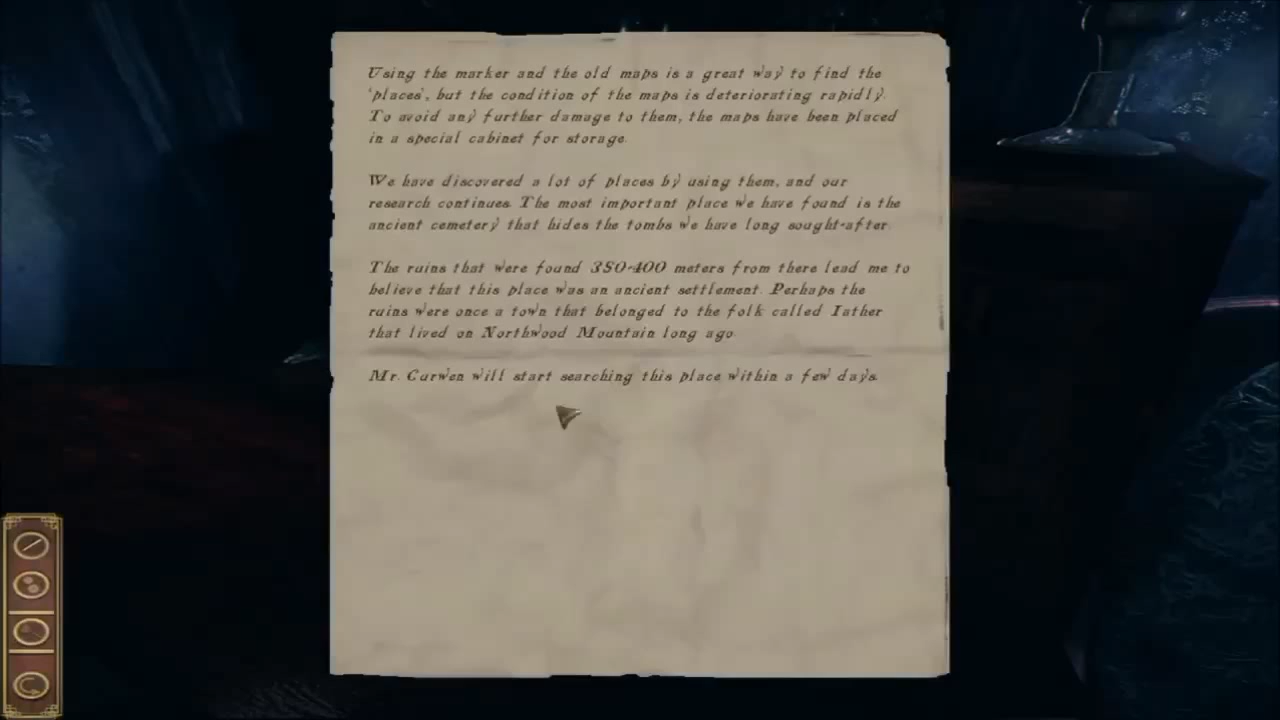 Using the marker and the old maps is a great way to find the
'places', but the condition of the maps is deteriorating rapidly.
To avoid any further damage to them, the maps have been placed
in a special cabinet for storage.
We have discovered a lot of places by using them, and our
research continues. The most important place we have found is the
ancient cemetery that hides the tombs we have long sought-after.
The ruins that were found 350-400 meters from there lead me to
believe that this place was an ancient settlement. Perhaps the
ruins were once a town that belonged to the folk called Iather
that lived on Northwood Mountain long ago.
Mr. Curwen will start searching this place within a few days.